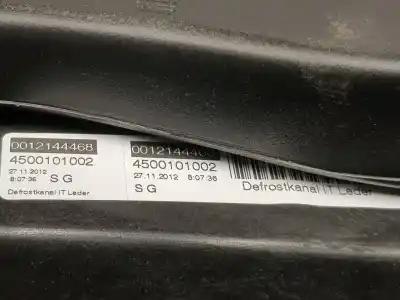 0012144468
4500101002
27.11.2012
8:07:36 SG
Defrostkanal IT Leder
001214446
4500101002
27.11.2012 8:07:36
SG
Defrostkanal IT Leder